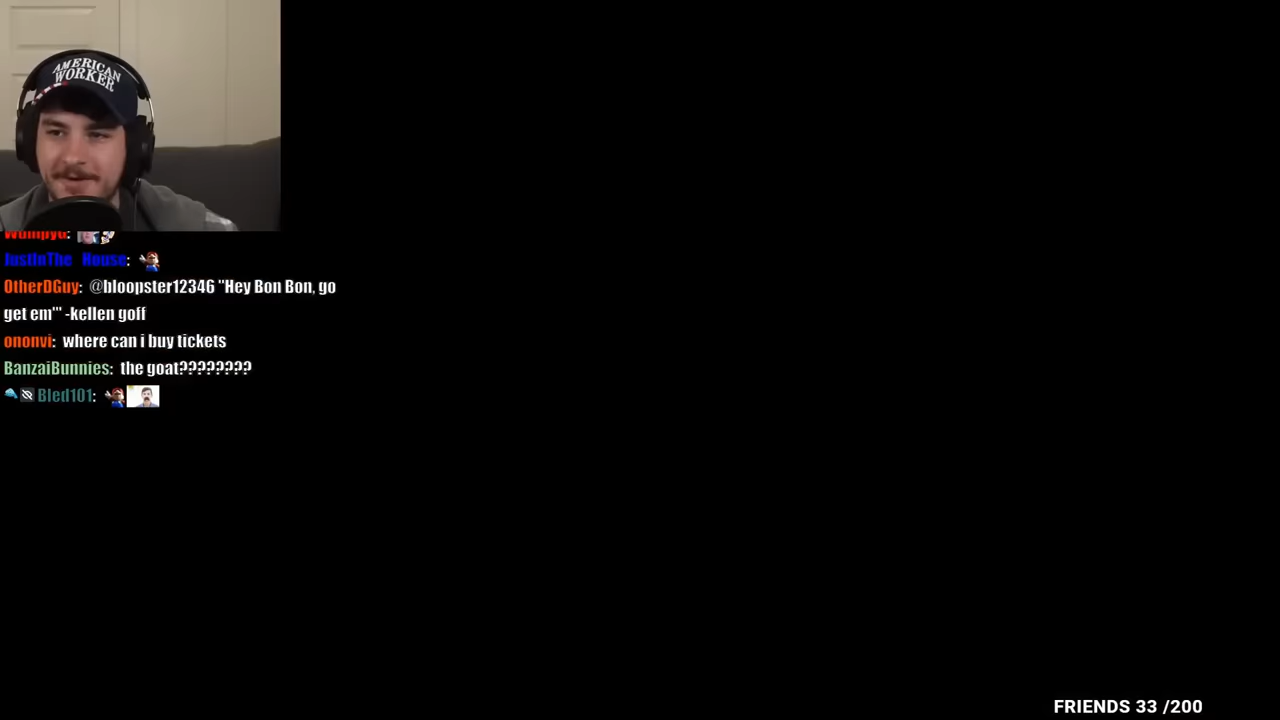 AMERICAN
WORKER
Wumpyd:
JustInThe_House:
OtherDGuy: @bloopster12346 "Hey Bon Bon, go
get em'" -kellen goff
ononvi: where can i buy tickets
BanzaiBunnies: the goat????????
Bled101:
FRIENDS 33 /200